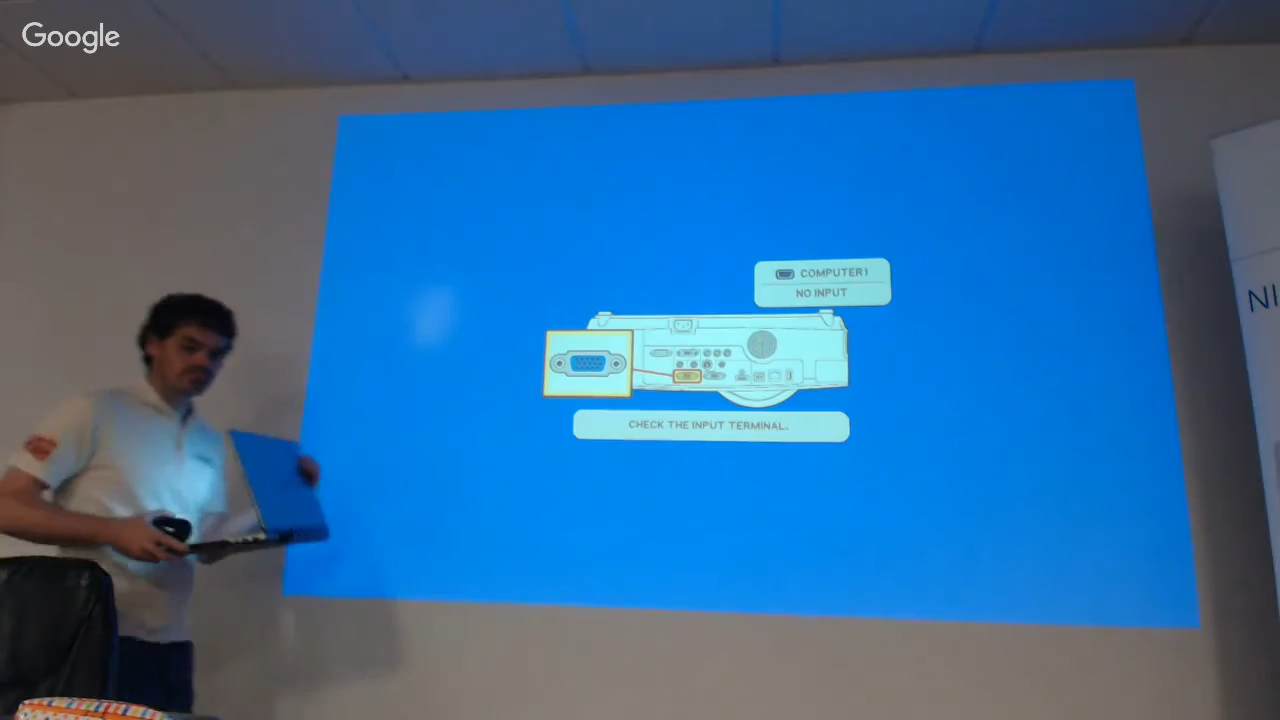 Google
COMPUTER1
NO INPUT
CHECK THE INPUT TERMINAL.
NI